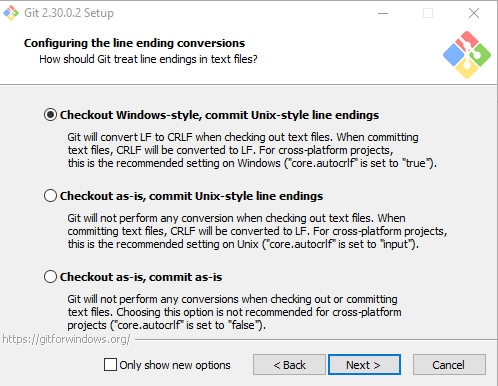 Git 2.30.0.2 Setup
Configuring the line ending conversions
How should Git treat line endings in text files?
Checkout Windows-style, commit Unix-style line endings
Git will convert LF to CRLF when checking out text files. When committing
text files, CRLF will be converted to LF. For cross-platform projects,
this is the recommended setting on Windows ("core.autocrlf" is set to "true").
Checkout as-is, commit Unix-style line endings
Git will not perform any conversion when checking out text files. When
committing text files, CRLF will be converted to LF. For cross-platform projects,
this is the recommended setting on Unix ("core.autocrlf" is set to "input").
Checkout as-is, commit as-is
Git will not perform any conversions when checking out or committing
text files. Choosing this option is not recommended for cross-platform
projects ("core.autocrlf" is set to "false").
https://gitforwindows.org/
Only show new options
< Back
Next >
Cancel